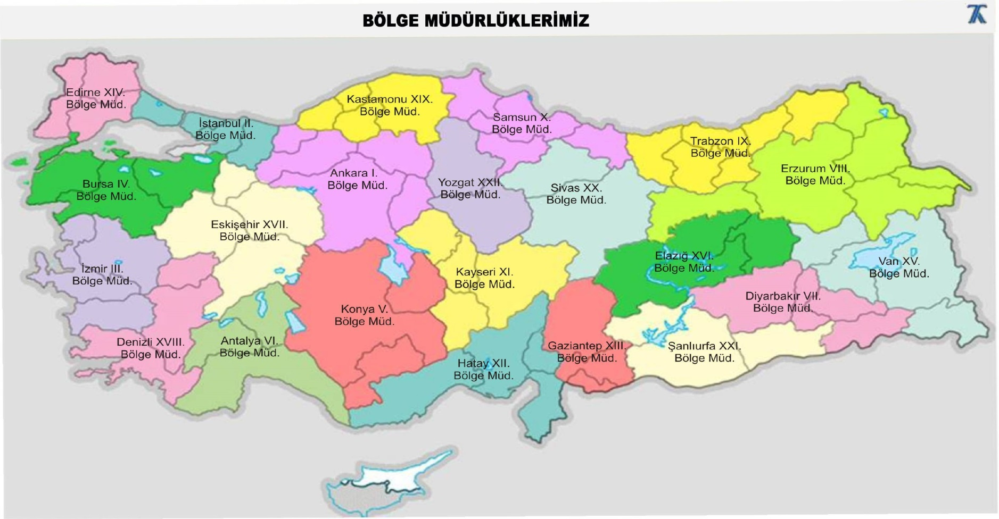 BÖLGE MÜDÜRLÜKLERİMİZ
Edirne XIV.
Bölge Müd.
İstanbul II.
Bölge Müd.
Kastamonu XIX.
Bölge Müd.
Samsun X.
Bölge Müd.
Trabzon IX.
Bölge Müd.
Erzurum VIII.
Bölge Müd.
Bursa IV.
Bölge Müd.
Ankara I.
Bölge Müd.
Yozgat XXII.
Bölge Müd.
Sivas XX.
Bölge Müd.
Eskişehir XVII.
Bölge Müd.
İzmir III.
Bölge Müd.
Kayseri XI.
Bölge Müd.
Elazığ XVI.
Bölge Müd.
Van XV.
Bölge Müd.
Diyarbakır VII.
Bölge Müd.
Konya V.
Bölge Müd.
Denizli XVIII.
Bölge Müd.
Antalya VI.
Bölge Müd.
Hatay XII.
Bölge Müd.
Gaziantep XIII.
Bölge Müd.
Şanlıurfa XXI.
Bölge Müd.